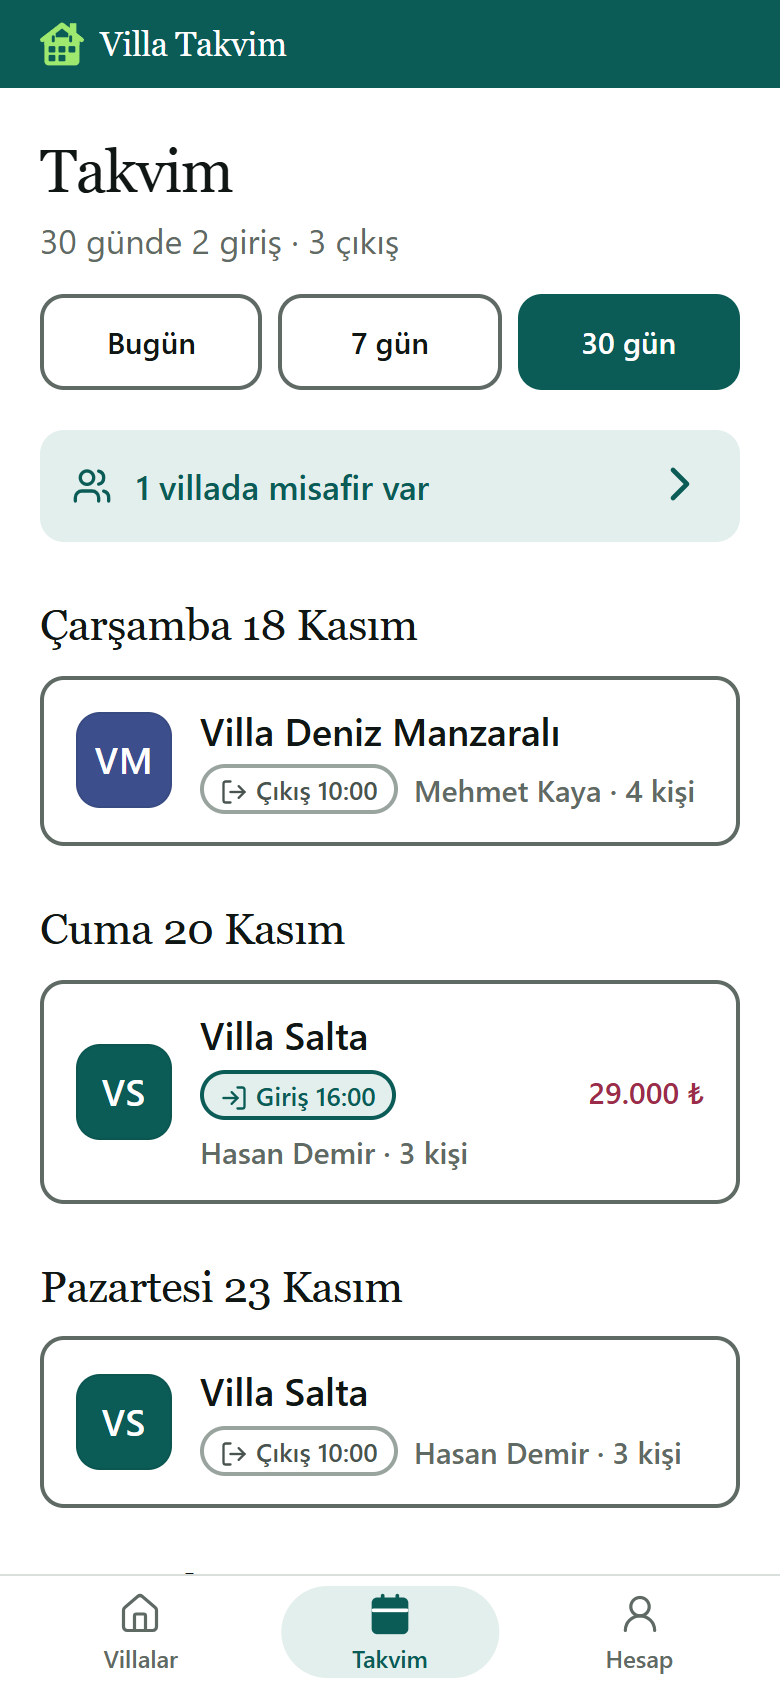 Villa Takvim
Takvim
30 günde 2 giriş · 3 çıkış
Bugün
7 gün
30 gün
1 villada misafir var
Çarşamba 18 Kasım
VM
Villa Deniz Manzaralı
Çıkış 10:00
Mehmet Kaya · 4 kişi
Cuma 20 Kasım
VS
Villa Salta
Giriş 16:00
29.000 ₺
Hasan Demir · 3 kişi
Pazartesi 23 Kasım
VS
Villa Salta
Çıkış 10:00
Hasan Demir · 3 kişi
Villalar
Takvim
Hesap